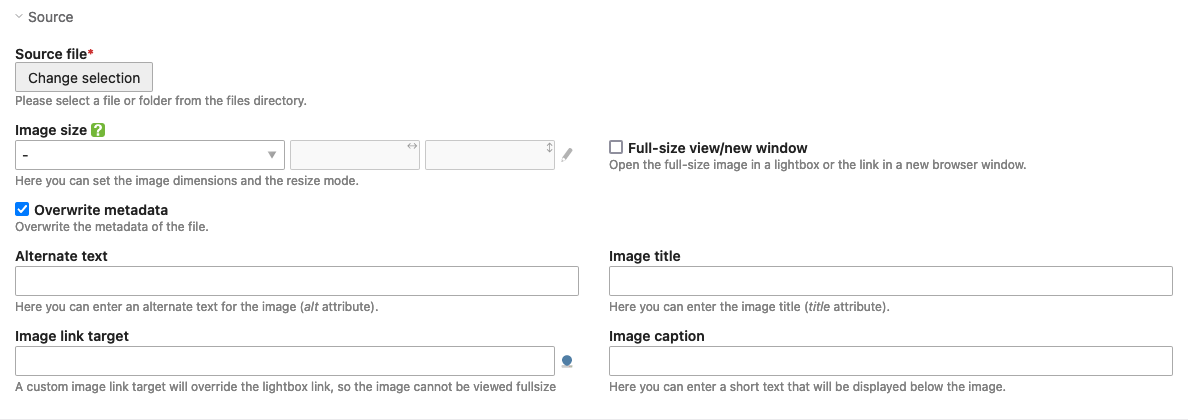 Source
Source file*
Change selection
Please select a file or folder from the files directory.
Image size ?
-
Here you can set the image dimensions and the resize mode.
Full-size view/new window
Open the full-size image in a lightbox or the link in a new browser window.
Overwrite metadata
Overwrite the metadata of the file.
Alternate text
Here you can enter an alternate text for the image (alt attribute).
Image title
Here you can enter the image title (title attribute).
Image link target
A custom image link target will override the lightbox link, so the image cannot be viewed fullsize
Image caption
Here you can enter a short text that will be displayed below the image.